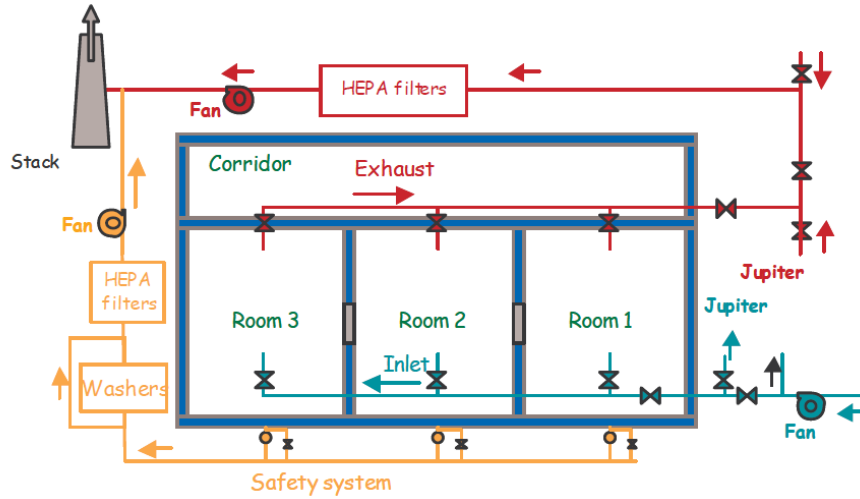 HEPA filters
Fan
Stack
Corridor
Exhaust
Fan
HEPA
filters
Jupiter
Jupiter
Room 3
Room 2
Room 1
Inlet
Washers
Fan
Safety system